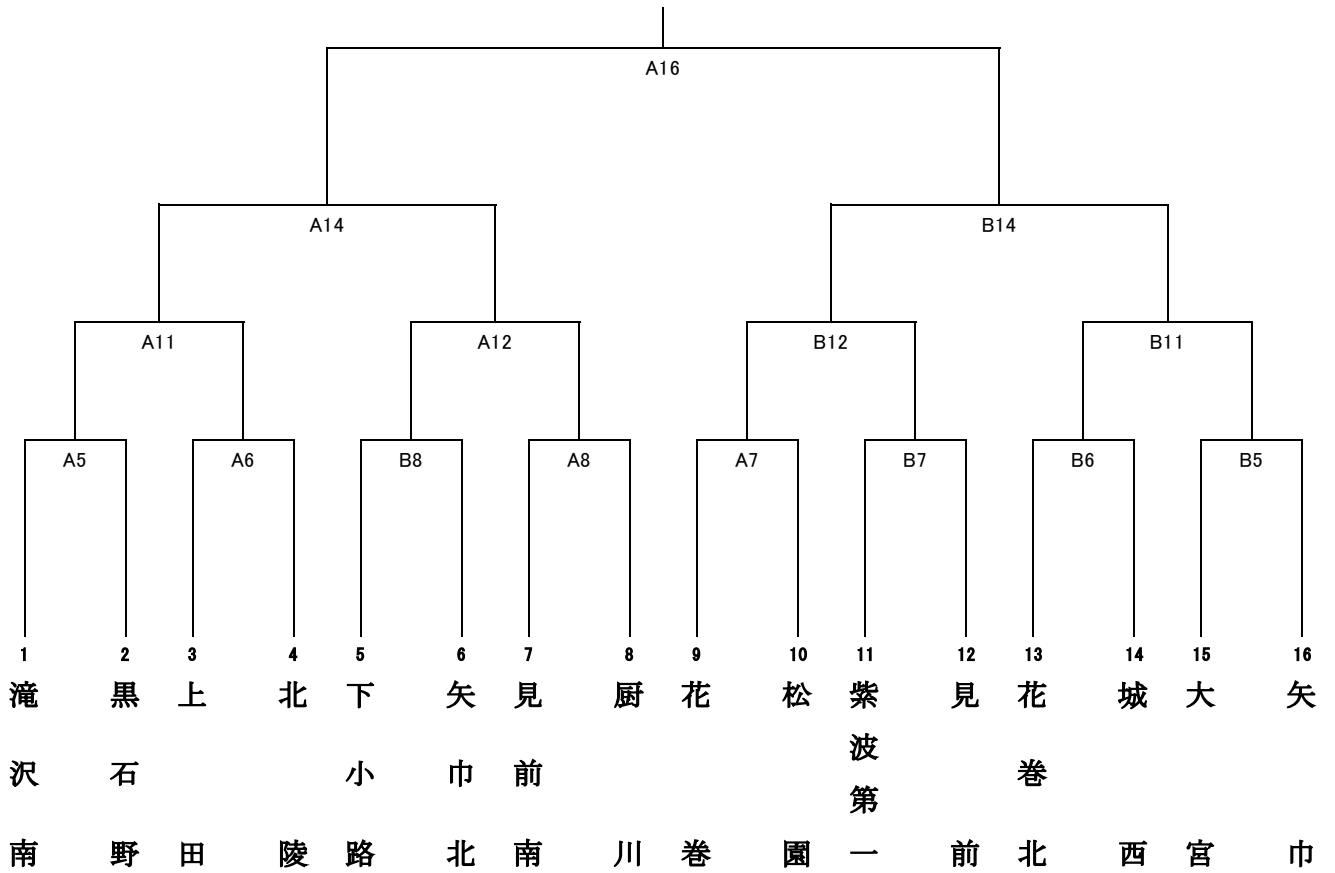 A16
A14 B14
A11 A12 B12 B11
A5 A6 B8 A8 A7 B7 B6 B5
1 2 3 4 5 6 7 8 9 10 11 12 13 14 15 16
滝沢南
黒石野
上田
北陵
下小路
矢巾北
見前南
厨川
花巻
松園
紫波第一
見前
花巻北
城西
大宮
矢巾